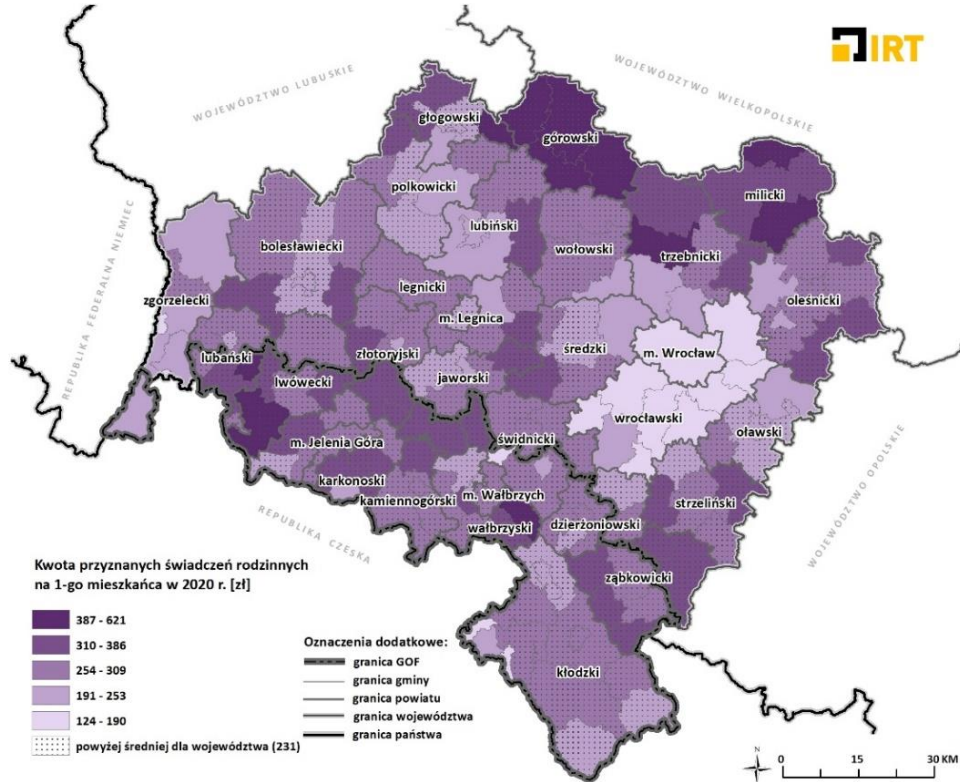 IRT
WOJEWÓDZTWO LUBUSKIE
WOJEWÓDZTWO WIELKOPOLSKIE
głogowski
górowski
polkowicki
milicki
lubiński
bolesławiecki
wołowski
trzebnicki
REPUBLIKA FEDERALNA NIEMIEC
legnicki
zgorzelecki
oleśnicki
m. Legnica
lubański
złotoryjski
średzki
m. Wrocław
lwówecki
jaworski
wrocławski
m. Jelenia Góra
świdnicki
oławski
karkonoski
m. Wałbrzych
strzeliński
kamiennogórski
wałbrzyski
dzierżoniowski
REPUBLIKA CZESKA
WOJEWÓDZTWO OPOLSKIE
ząbkowicki
kłodzki
Kwota przyznanych świadczeń rodzinnych
na 1-go mieszkańca w 2020 r. [zł]
387 - 621
310 - 386
254 - 309
191 - 253
124 - 190
powyżej średniej dla województwa (231)
Oznaczenia dodatkowe:
granica GOF
granica gminy
granica powiatu
granica województwa
granica państwa
N
0 15 30 KM